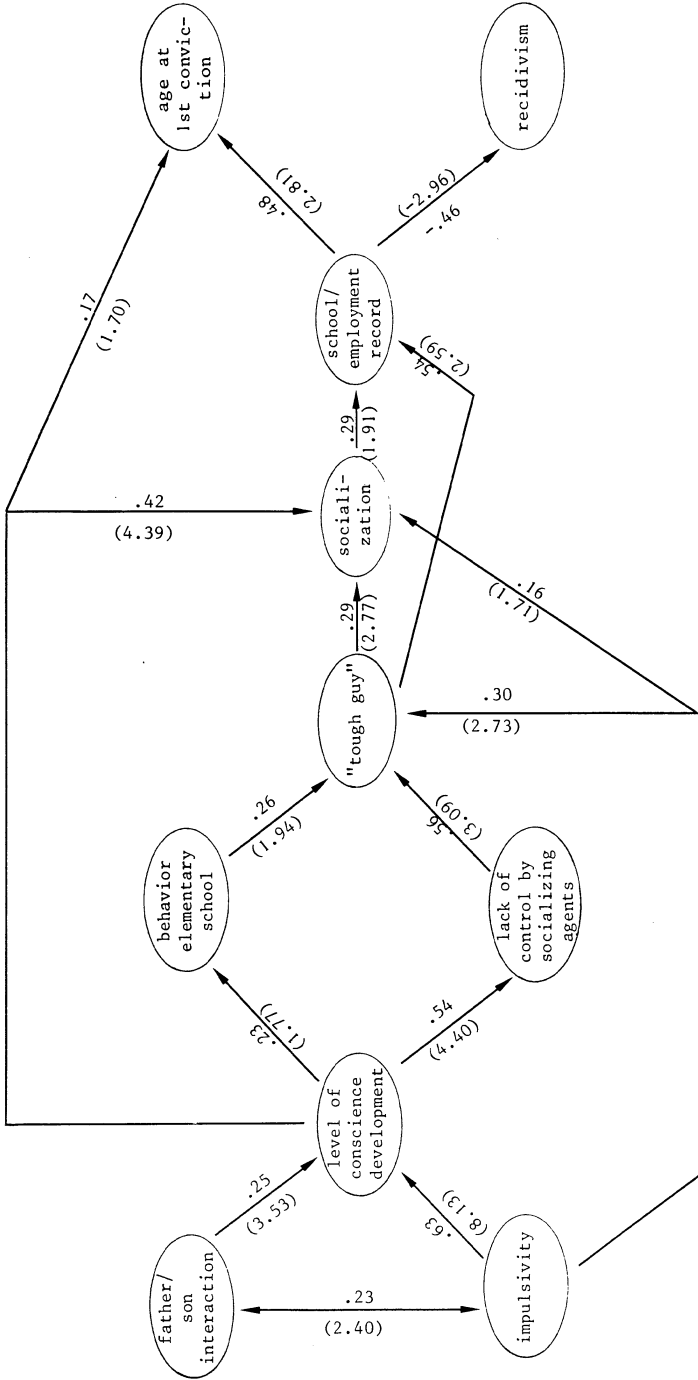 age at
1st convic-
tion
recidivism
.17
(1.70)
.48
(2.81)
(-2.96)
-.46
school/
employment
record
.54
(2.59)
.29
(1.91)
.42
(4.39)
sociali-
zation
.16
(1.71)
.29
(2.77)
"tough guy"
.30
(2.73)
.26
(1.94)
.56
(3.09)
behavior
elementary
school
lack of
control by
socializing
agents
.23
(1.77)
.54
(4.40)
level of
conscience
development
.25
(3.53)
.63
(8.13)
father/
son
interaction
.23
(2.40)
impulsivity